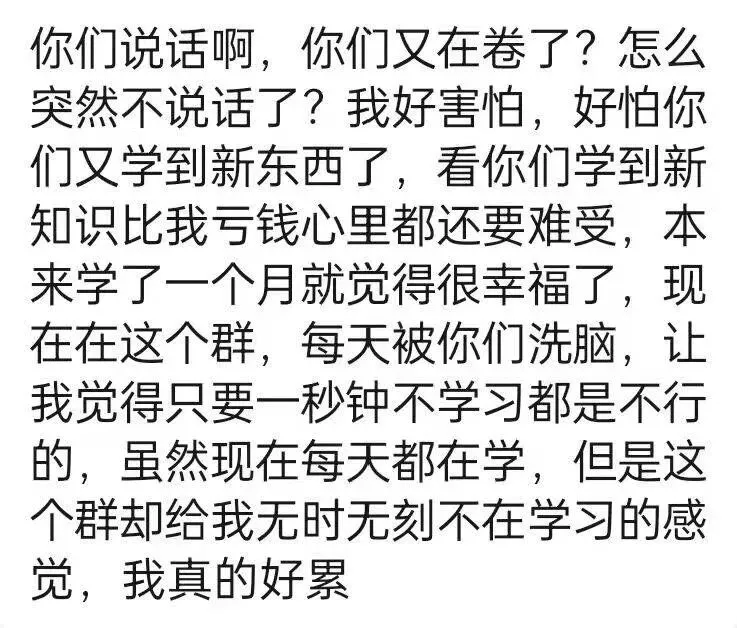 你们说话啊，你们又在卷了？怎么
突然不说话了？我好害怕，好怕你
们又学到新东西了，看你们学到新
知识比我亏钱心里都还要难受，本
来学了一个月就觉得很幸福了，现
在在这个群，每天被你们洗脑，让
我觉得只要一秒钟不学习都是不行
的，虽然现在每天都在学，但是这
个群却给我无时无刻不在学习的感
觉，我真的好累